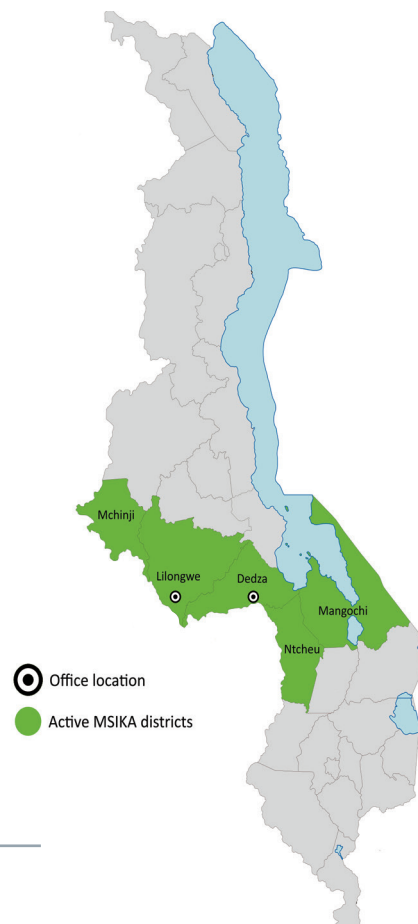 Mchinji
Lilongwe
Dedza
Mangochi
Ntcheu
Office location
Active MSIKA districts